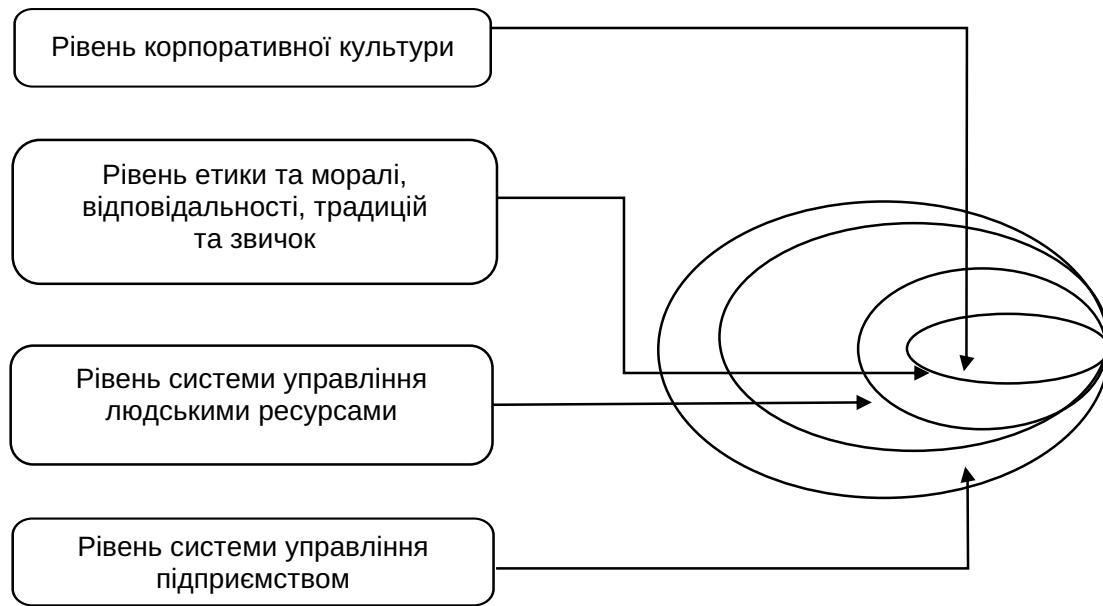 Рівень корпоративної культури
Рівень етики та моралі,
відповідальності, традицій
та звичок
Рівень системи управління
людськими ресурсами
Рівень системи управління
підприємством